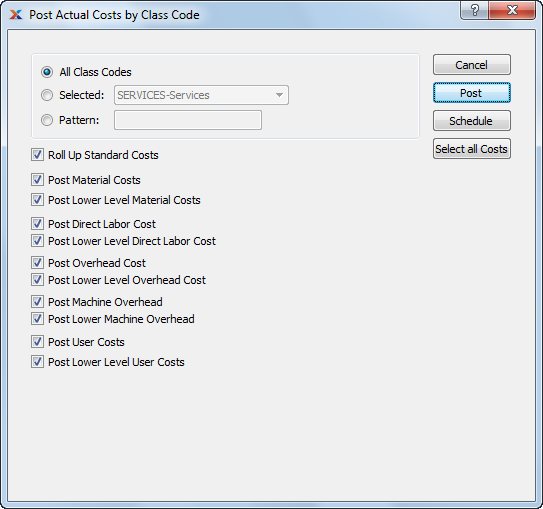 Post Actual Costs by Class Code
?
All Class Codes
Selected: SERVICES-Services
Pattern:
Cancel
Post
Schedule
Select all Costs
Roll Up Standard Costs
Post Material Costs
Post Lower Level Material Costs
Post Direct Labor Cost
Post Lower Level Direct Labor Cost
Post Overhead Cost
Post Lower Level Overhead Cost
Post Machine Overhead
Post Lower Machine Overhead
Post User Costs
Post Lower Level User Costs